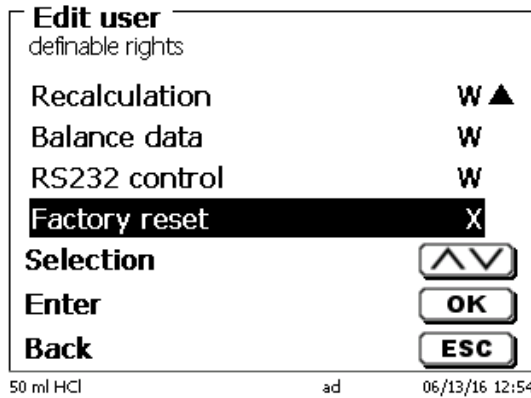 Edit user
definable rights
Recalculation W ▲
Balance data W
RS232 control W
Factory reset X
Selection
Enter OK
Back ESC
50 ml HCl ad 06/13/16 12:54